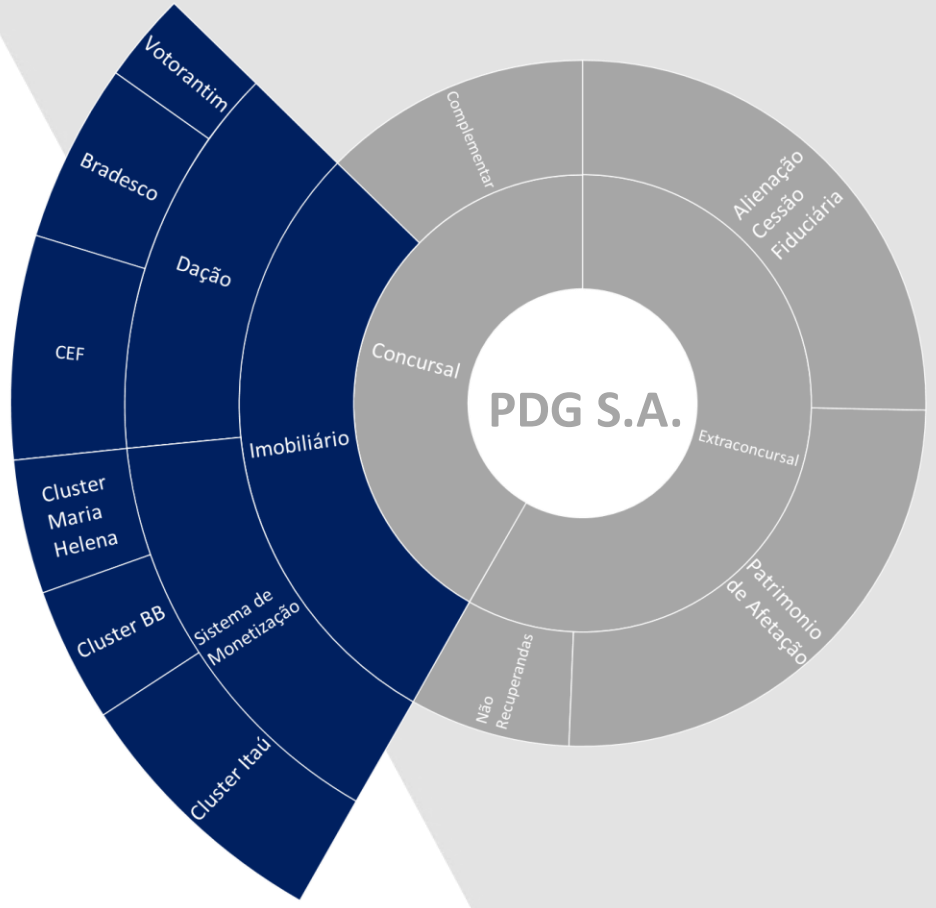 Votorantim
Bradesco
CEF
Cluster
Maria
Helena
Cluster BB
Cluster Itaú
Dação
Sistema de
Monetização
Imobiliário
Complementar
Concursal
PDG S.A.
Extraconcursal
Alienação
Cessão
Fiduciária
Patrimonio
de Afetação
Não
Recuperandas